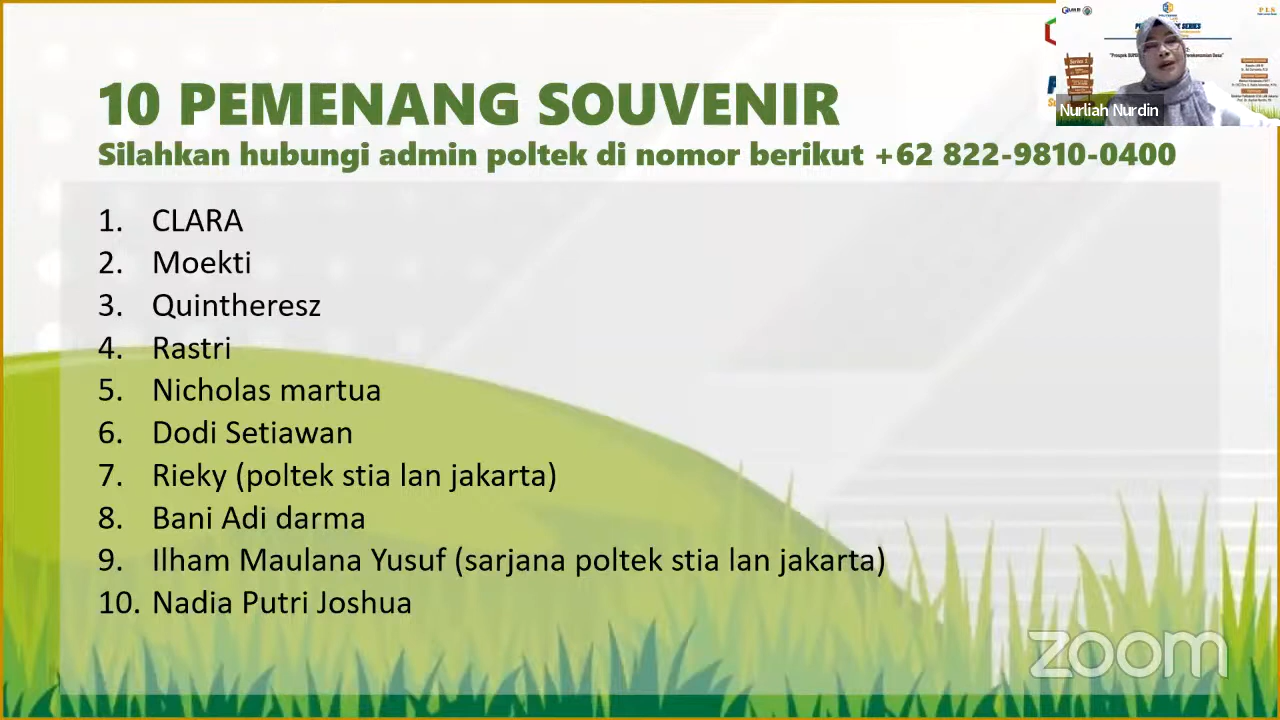 10 PEMENANG SOUVENIR
Silahkan hubungi admin poltek di nomor berikut +62 822-9810-0400
Nurliah Nurdin
1. CLARA
2. Moekti
3. Quintheresz
4. Rastri
5. Nicholas martua
6. Dodi Setiawan
7. Rieky (poltek stia lan jakarta)
8. Bani Adi darma
9. Ilham Maulana Yusuf (sarjana poltek stia lan jakarta)
10. Nadia Putri Joshua
zoom